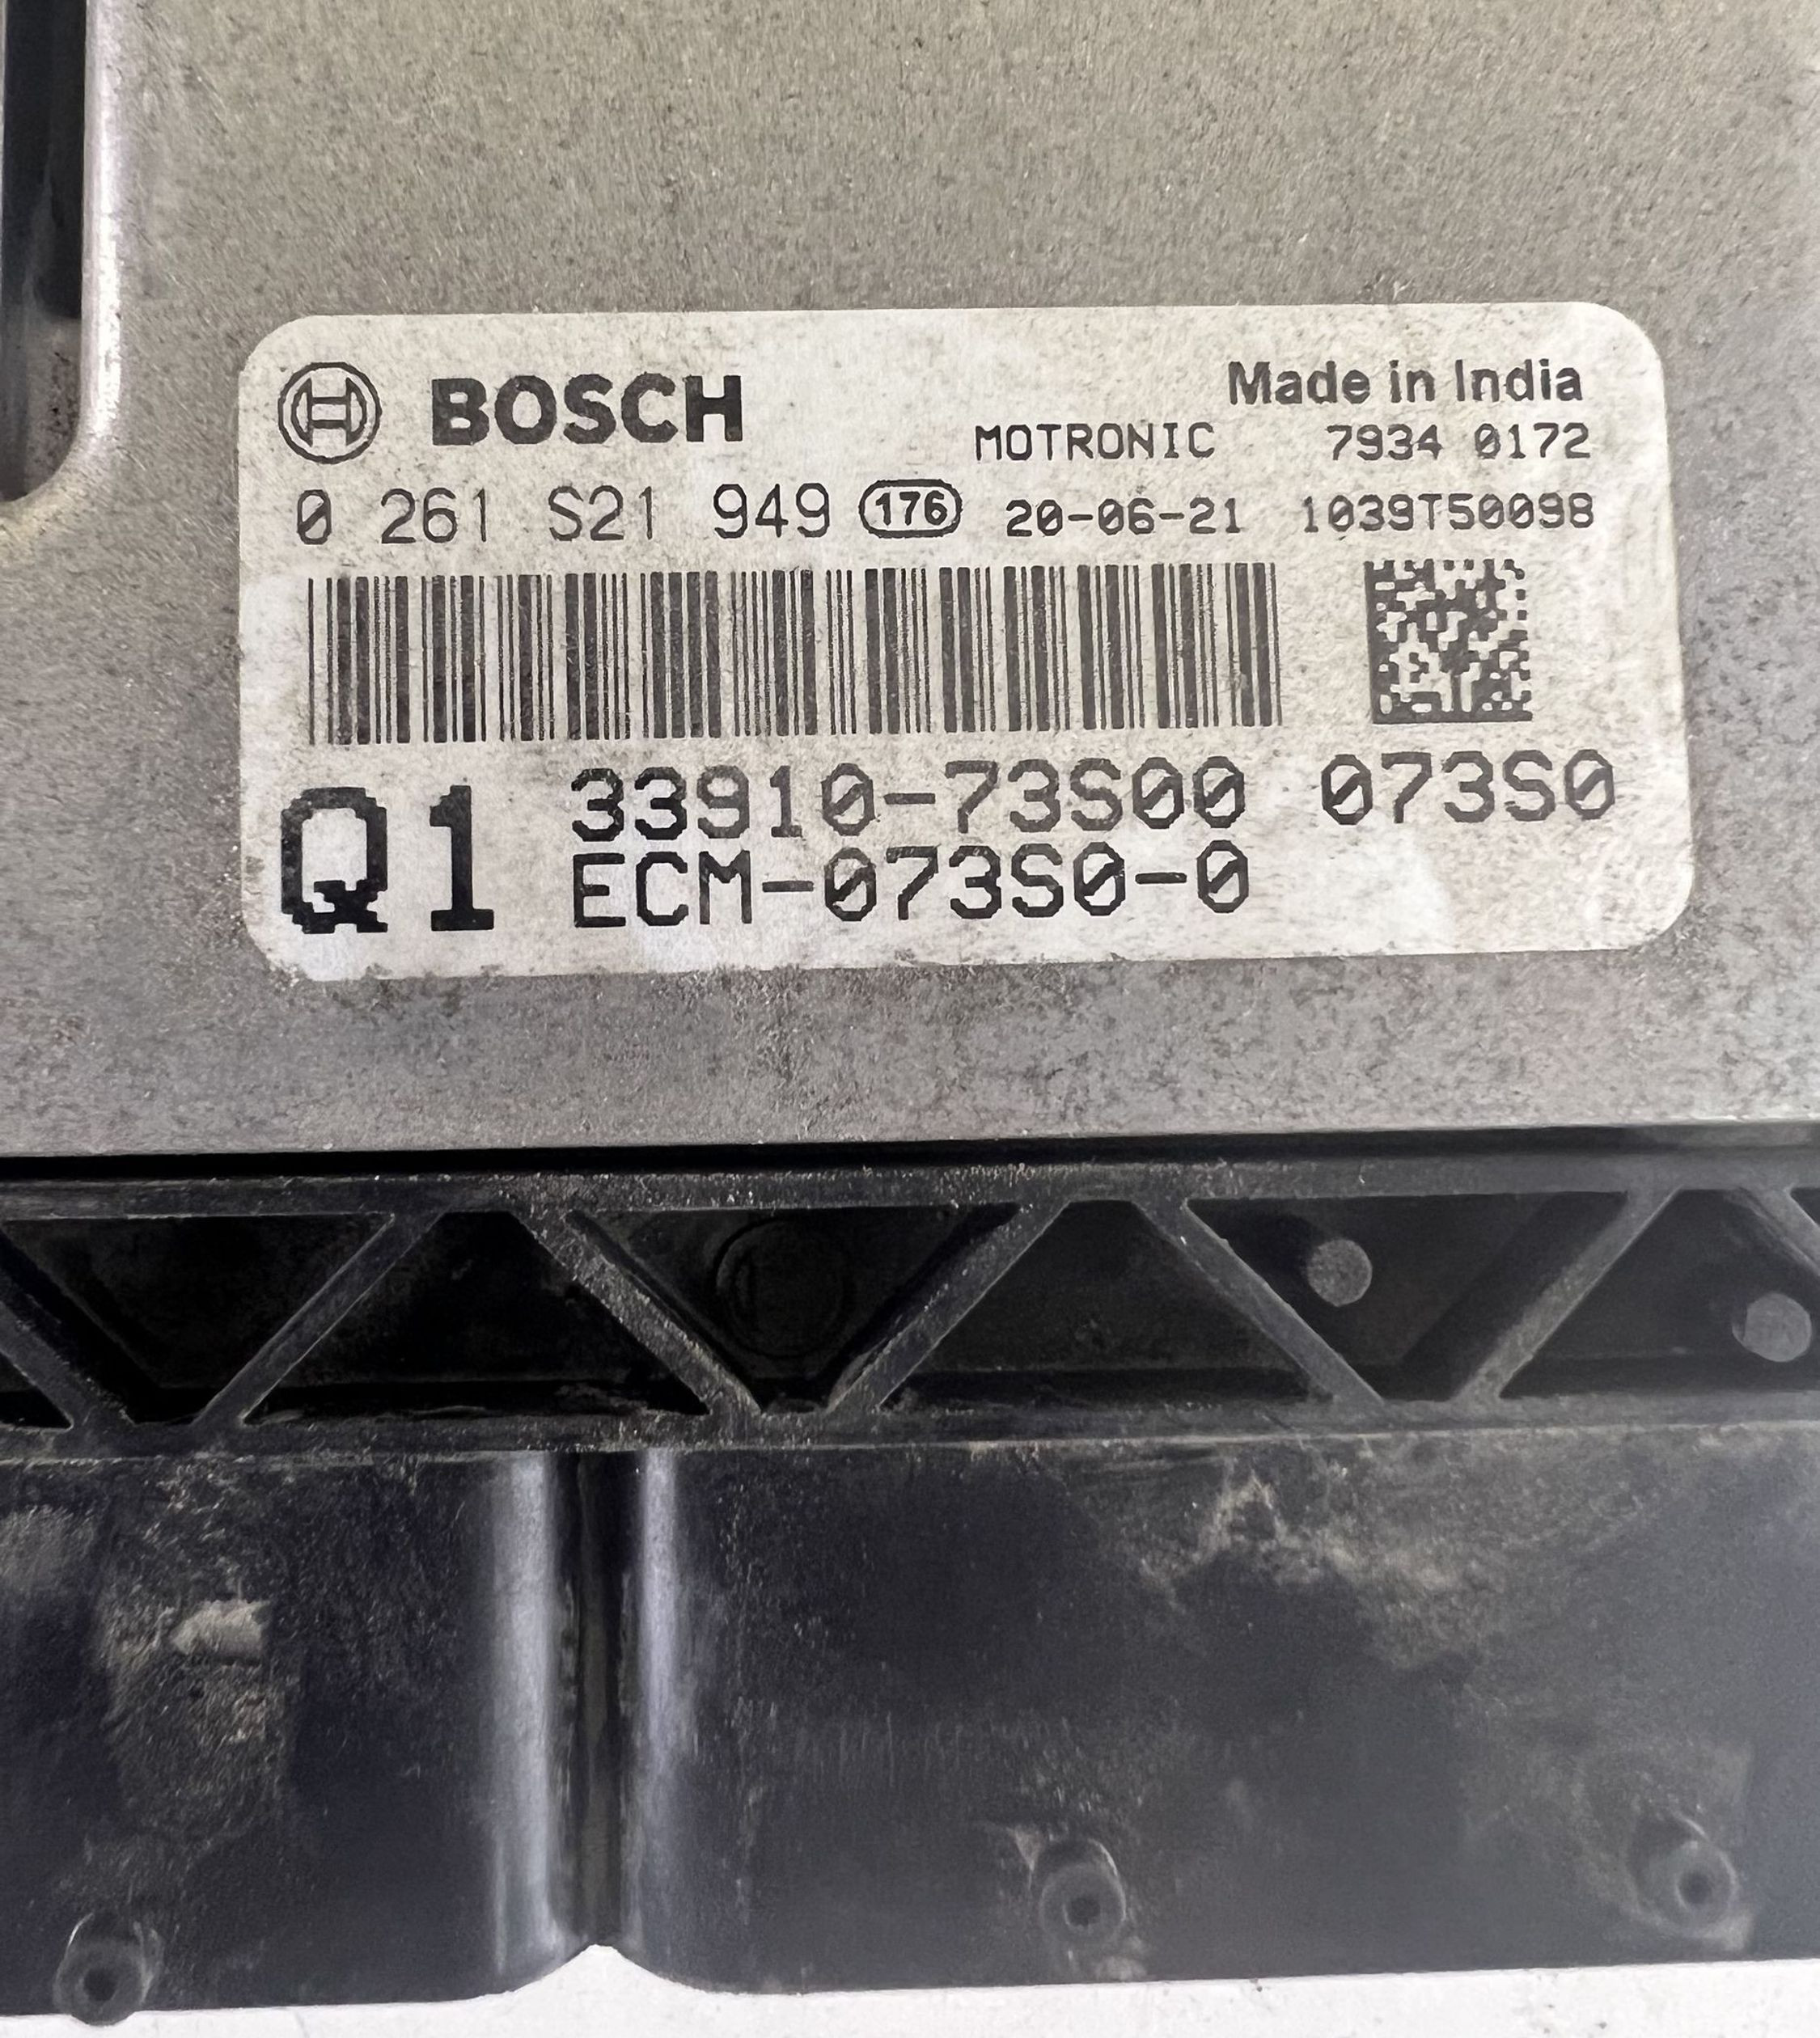 BOSCH
Made in India
MOTRONIC 7934 0172
0 261 S21 949 176 20-06-21 1039T50098
Q1 33910-73S00 073S0
ECM-073S0-0